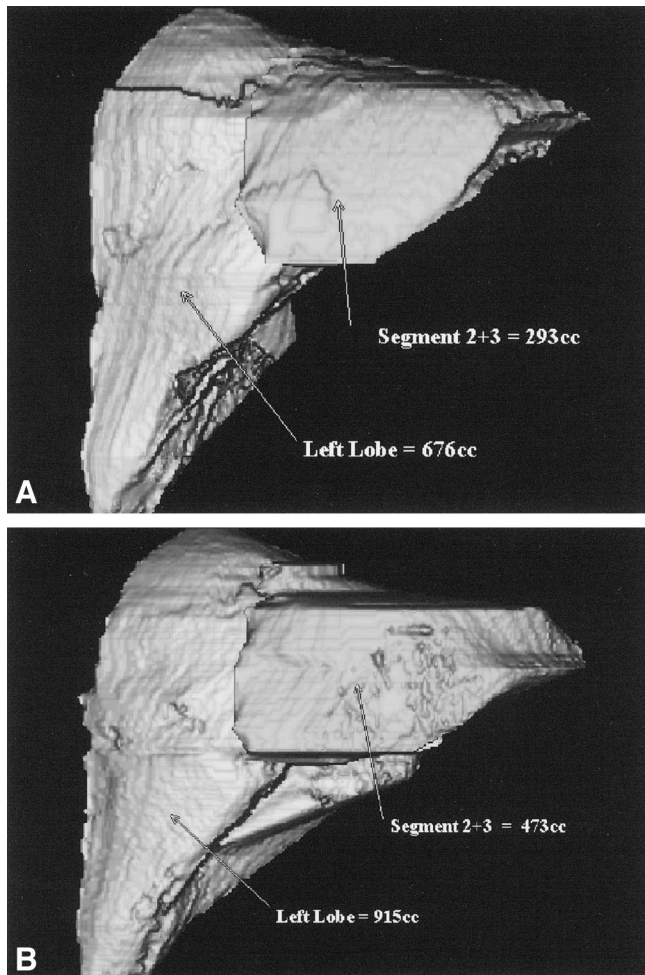 Segment 2+3 = 293cc
Left Lobe = 676cc
A
Segment 2+3 = 473cc
Left Lobe = 915cc
B